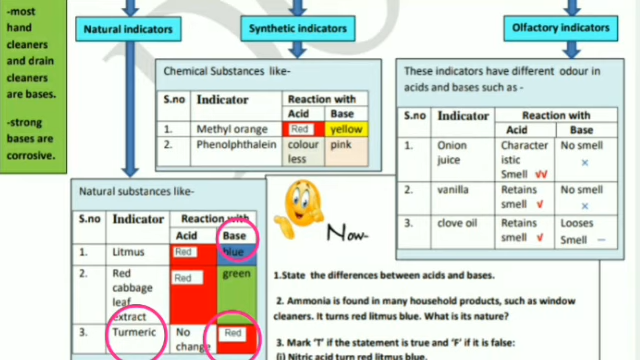 -most
hand
cleaners
and drain
cleaners
are bases.
-strong
bases are
corrosive.
Natural indicators
Synthetic indicators
Olfactory indicators
Chemical Substances like-
S.no Indicator Reaction with
Acid Base
1. Methyl orange Red yellow
2. Phenolphthalein colour pink
less
These indicators have different odour in
acids and bases such as -
S.no Indicator Reaction with
Acid Base
1. Onion Character No smell
juice istic ×
Smell √√
2. vanilla Retains No smell
smell √ ×
3. clove oil Retains Looses
smell √ Smell –
Natural substances like-
S.no Indicator Reaction with
Acid Base
1. Litmus Red blue
2. Red Red green
cabbage
leaf
extract
3. Turmeric No Red
change
Now-
1.State the differences between acids and bases.
2. Ammonia is found in many household products, such as window
cleaners. It turns red litmus blue. What is its nature?
3. Mark 'T' if the statement is true and 'F' if it is false:
(i) Nitric acid turn red litmus blue.